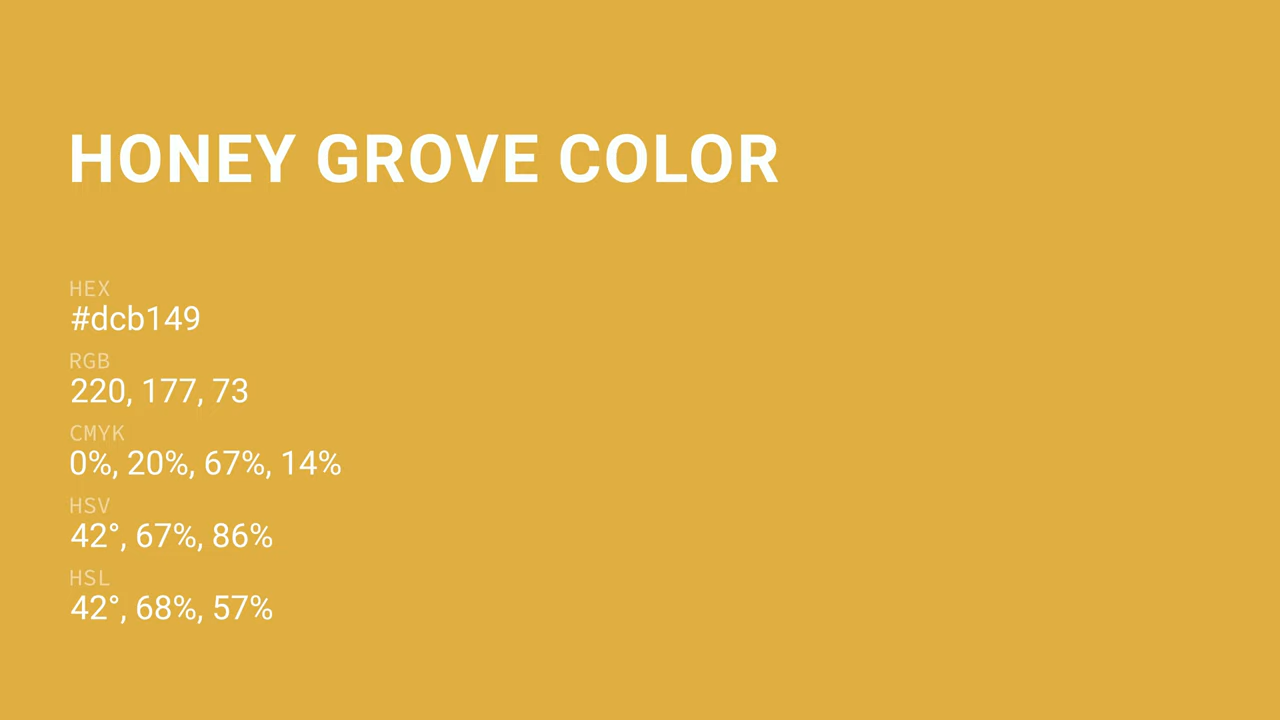 HONEY GROVE COLOR
HEX
#dcb149
RGB
220, 177, 73
CMYK
0%, 20%, 67%, 14%
HSV
42°, 67%, 86%
HSL
42°, 68%, 57%